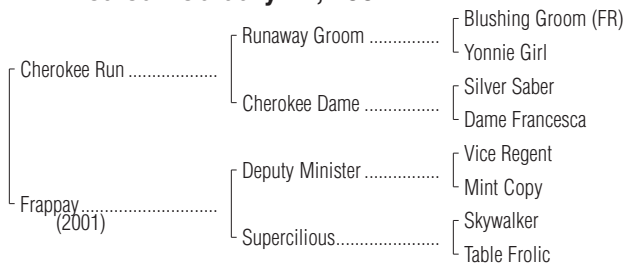 Blushing Groom (FR)
Runaway Groom ................
Yonnie Girl
Cherokee Run ....................
Silver Saber
Cherokee Dame .................
Dame Francesca
Vice Regent
Deputy Minister .................
Mint Copy
Frappay...............................
(2001)
Skywalker
Supercilious.......................
Table Frolic